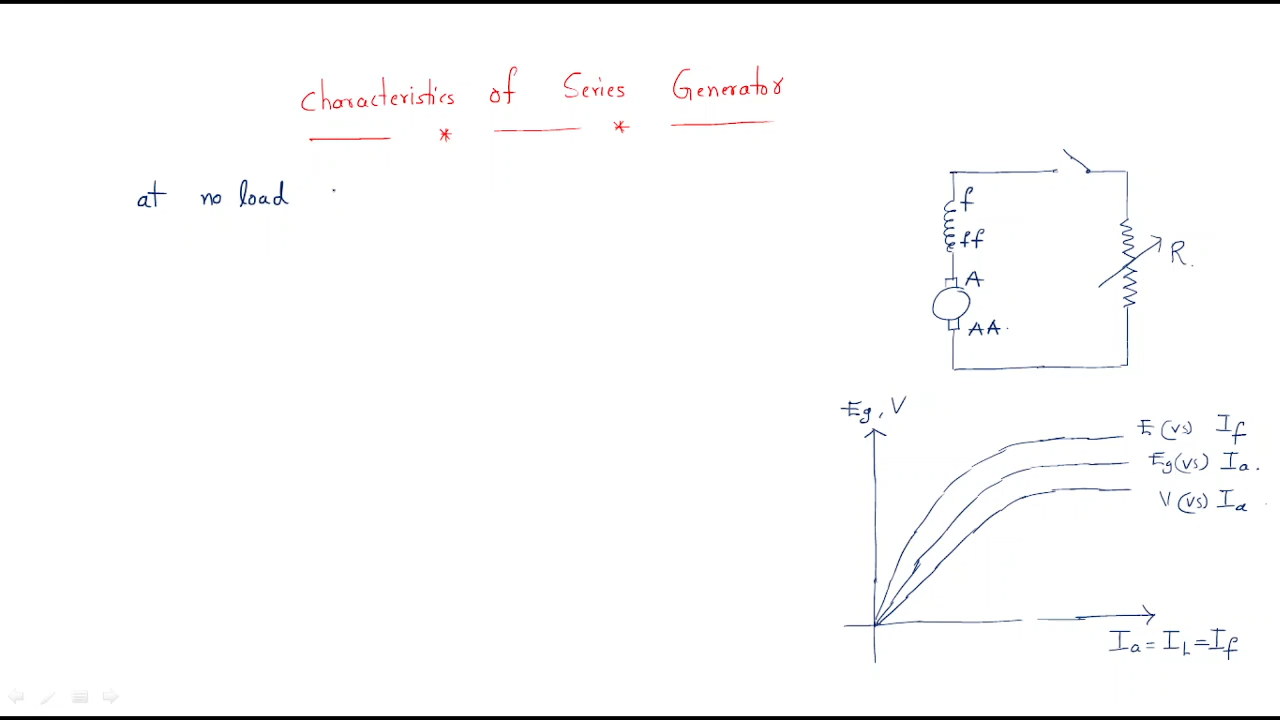 Characteristics of Series Generator
at no load
f
ff
A
AA
R.
Eg, V
E (vs) If
Eg (vs) Ia.
V (vs) Ia
Ia = IL = If